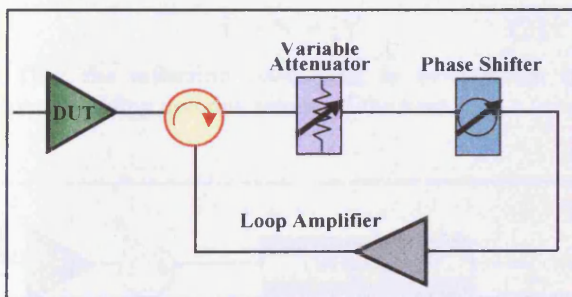 Variable
Attenuator
Phase Shifter
DUT
Loop Amplifier